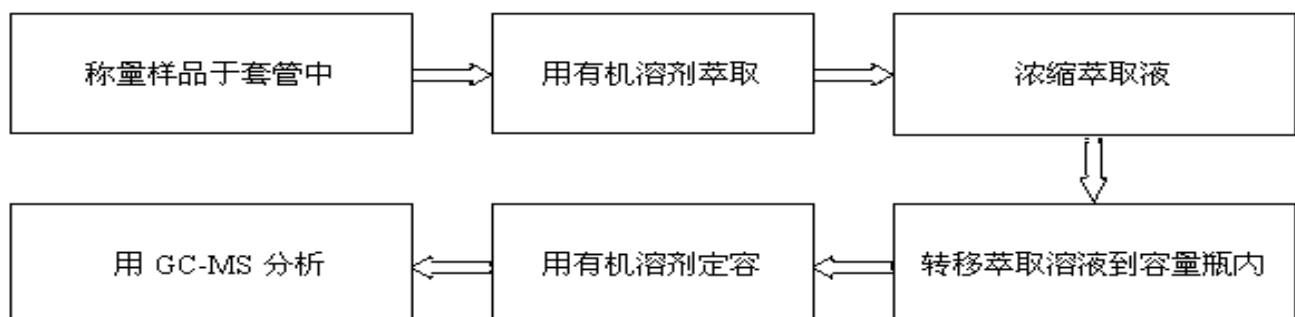 称量样品于套管中
用有机溶剂萃取
浓缩萃取液
转移萃取溶液到容量瓶内
用有机溶剂定容
用 GC-MS 分析